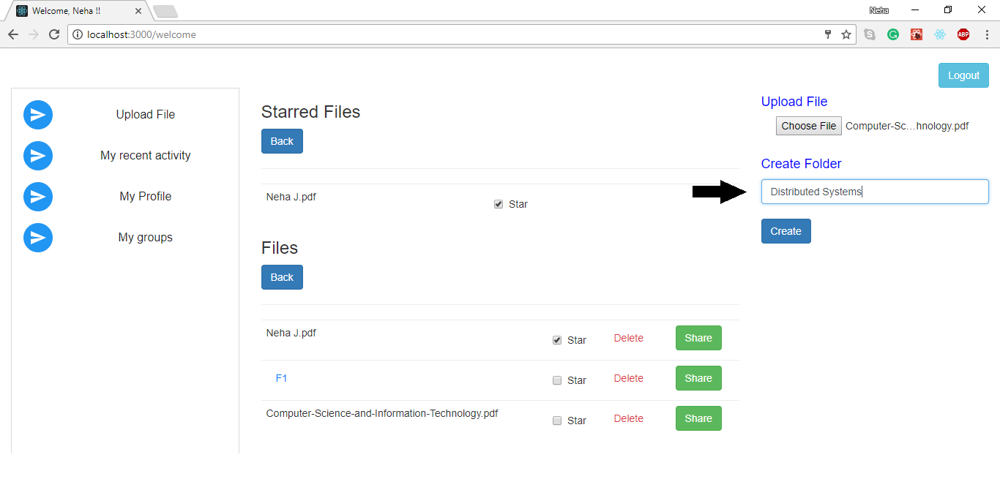 Welcome, Neha !!
Neha
localhost:3000/welcome
ABP
Logout
Upload File
My recent activity
My Profile
My groups
Starred Files
Back
Neha J.pdf
Star
Files
Back
Neha J.pdf Star Delete Share
F1 Star Delete Share
Computer-Science-and-Information-Technology.pdf Star Delete Share
Upload File
Choose File Computer-Sc...hnology.pdf
Create Folder
Distributed Systems
Create